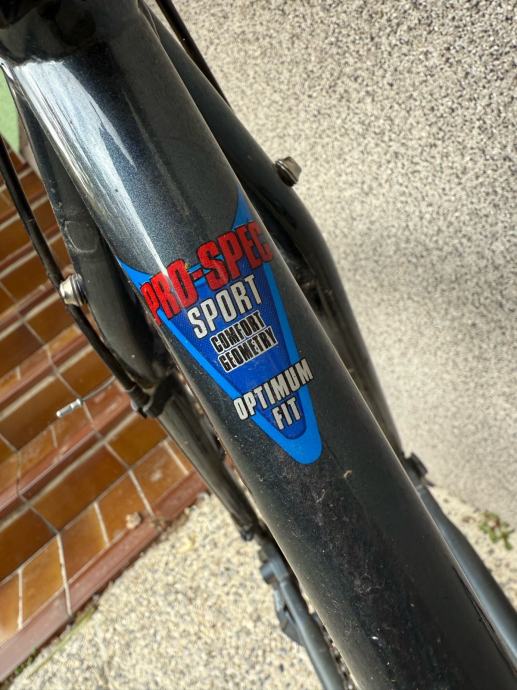 PRO-SPEC
SPORT
COMFORT
GEOMETRY
OPTIMUM
FIT